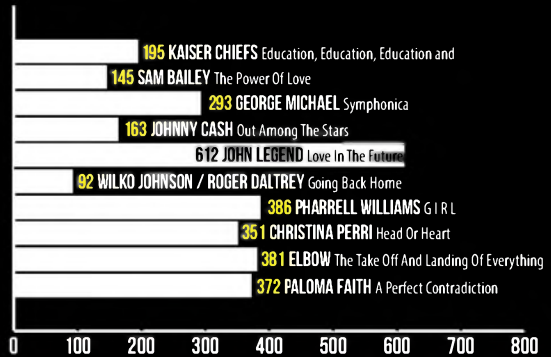 195 KAISER CHIEFS Education, Education, Education and
145 SAM BAILEY The Power Of Love
293 GEORGE MICHAEL Symphonica
163 JOHNNY CASH Out Among The Stars
612 JOHN LEGEND Love In The Future
92 WILKO JOHNSON / ROGER DALTREY Going Back Home
386 PHARRELL WILLIAMS G I R L
351 CHRISTINA PERRI Head Or Heart
381 ELBOW The Take Off And Landing Of Everything
372 PALOMA FAITH A Perfect Contradiction
0 100 200 300 400 500 600 700 800